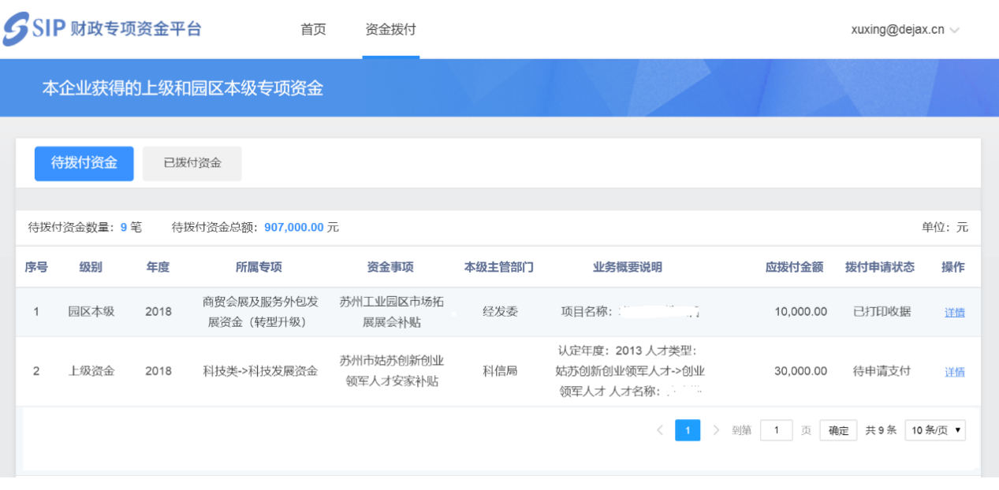 SIP 财政专项资金平台 首页 资金拨付 xuxing@dejax.cn
本企业获得的上级和园区本级专项资金
待拨付资金 已拨付资金
待拨付资金数量：9 笔 待拨付资金总额：907,000.00 元 单位：元
序号 级别 年度 所属专项 资金事项 本级主管部门 业务概要说明 应拨付金额 拨付申请状态 操作
1 园区本级 2018 商贸会展及服务外包发 苏州工业园区市场拓 经发委 项目名称： 10,000.00 已打印收据 详情
展资金（转型升级） 展展会补贴
认定年度：2013 人才类型：
2 上级资金 2018 科技类->科技发展资金 苏州市姑苏创新创业 科信局 姑苏创新创业领军人才->创业 30,000.00 待申请支付 详情
领军人才安家补贴 领军人才 人才名称：
1 到第 1 页 确定 共 9 条 10 条/页